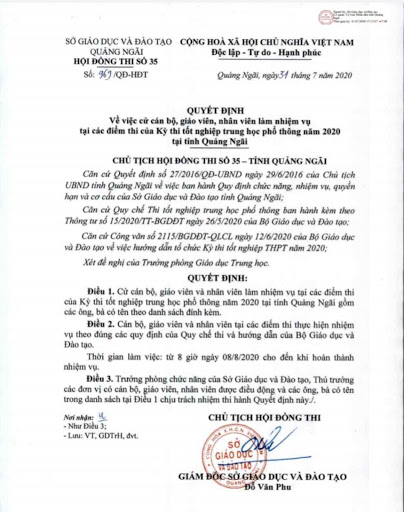 SỞ GIÁO DỤC VÀ ĐÀO TẠO
QUẢNG NGÃI
HỘI ĐỒNG THI SỐ 35
Số: 969/QĐ-HĐT
CỘNG HOÀ XÃ HỘI CHỦ NGHĨA VIỆT NAM
Độc lập - Tự do - Hạnh phúc
Quảng Ngãi, ngày 31 tháng 7 năm 2020
QUYẾT ĐỊNH
Về việc cử cán bộ, giáo viên, nhân viên làm nhiệm vụ
tại các điểm thi của Kỳ thi tốt nghiệp trung học phổ thông năm 2020
tại tỉnh Quảng Ngãi
CHỦ TỊCH HỘI ĐỒNG THI SỐ 35 – TỈNH QUẢNG NGÃI
Căn cứ Quyết định số 27/2016/QĐ-UBND ngày 29/6/2016 của Chủ tịch
UBND tỉnh Quảng Ngãi về việc ban hành Quy định chức năng, nhiệm vụ, quyền
hạn và cơ cấu của Sở Giáo dục và Đào tạo tỉnh Quảng Ngãi;
Căn cứ Quy chế Thi tốt nghiệp trung học phổ thông ban hành kèm theo
Thông tư số 15/2020/TT-BGDĐT ngày 26/5/2020 của Bộ Giáo dục và Đào tạo;
Căn cứ Công văn số 2115/BGDĐT-QLCL ngày 12/6/2020 của Bộ Giáo dục
và Đào tạo về việc hướng dẫn tổ chức Kỳ thi tốt nghiệp THPT năm 2020;
Xét đề nghị của Trưởng phòng Giáo dục Trung học.
QUYẾT ĐỊNH:
Điều 1. Cử cán bộ, giáo viên và nhân viên làm nhiệm vụ tại các điểm thi
của Kỳ thi tốt nghiệp trung học phổ thông năm 2020 tại tỉnh Quảng Ngãi gồm
các ông, bà có tên theo danh sách đính kèm.
Điều 2. Cán bộ, giáo viên và nhân viên tại các điểm thi thực hiện nhiệm
vụ theo đúng các quy định của Quy chế thi và hướng dẫn của Bộ Giáo dục và
Đào tạo.
Thời gian làm việc: từ 8 giờ ngày 08/8/2020 cho đến khi hoàn thành
nhiệm vụ.
Điều 3. Trưởng phòng chức năng của Sở Giáo dục và Đào tạo, Thủ trưởng
các đơn vị có cán bộ, giáo viên, nhân viên được điều động và các ông, bà có tên
trong danh sách tại Điều 1 chịu trách nhiệm thi hành Quyết định này./.
Nơi nhận:
- Như Điều 3;
- Lưu: VT, GDTrH, đvt.
CHỦ TỊCH HỘI ĐỒNG THI
SỞ
GIÁO DỤC
VÀ ĐÀO TẠO
GIÁM ĐỐC SỞ GIÁO DỤC VÀ ĐÀO TẠO
Đỗ Văn Phu